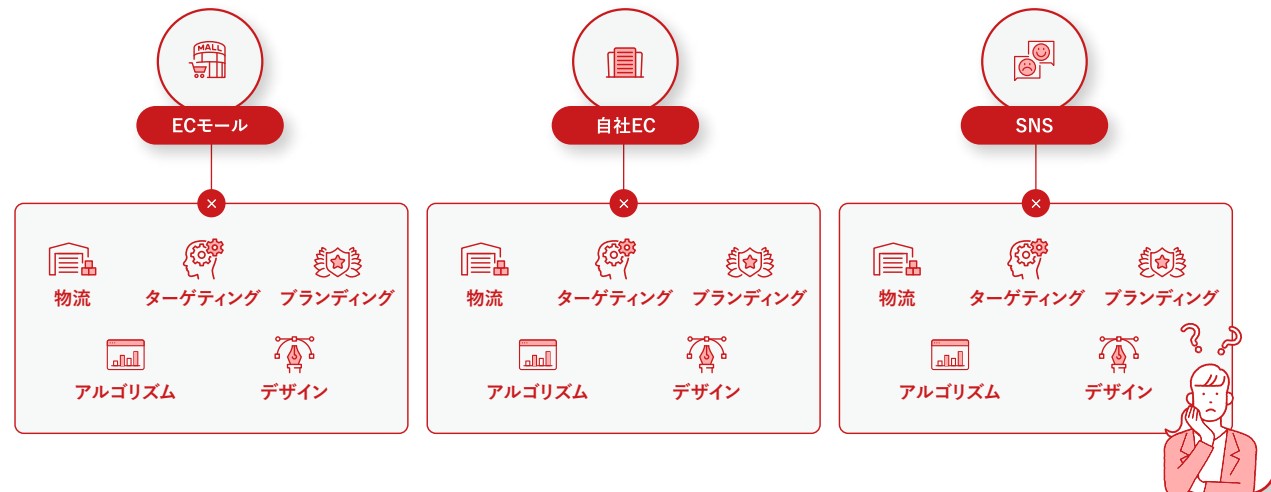 MALL
ECモール
自社EC
SNS
×
×
×
物流
ターゲティング
ブランディング
アルゴリズム
デザイン
物流
ターゲティング
ブランディング
アルゴリズム
デザイン
物流
ターゲティング
ブランディング
アルゴリズム
デザイン
? ?